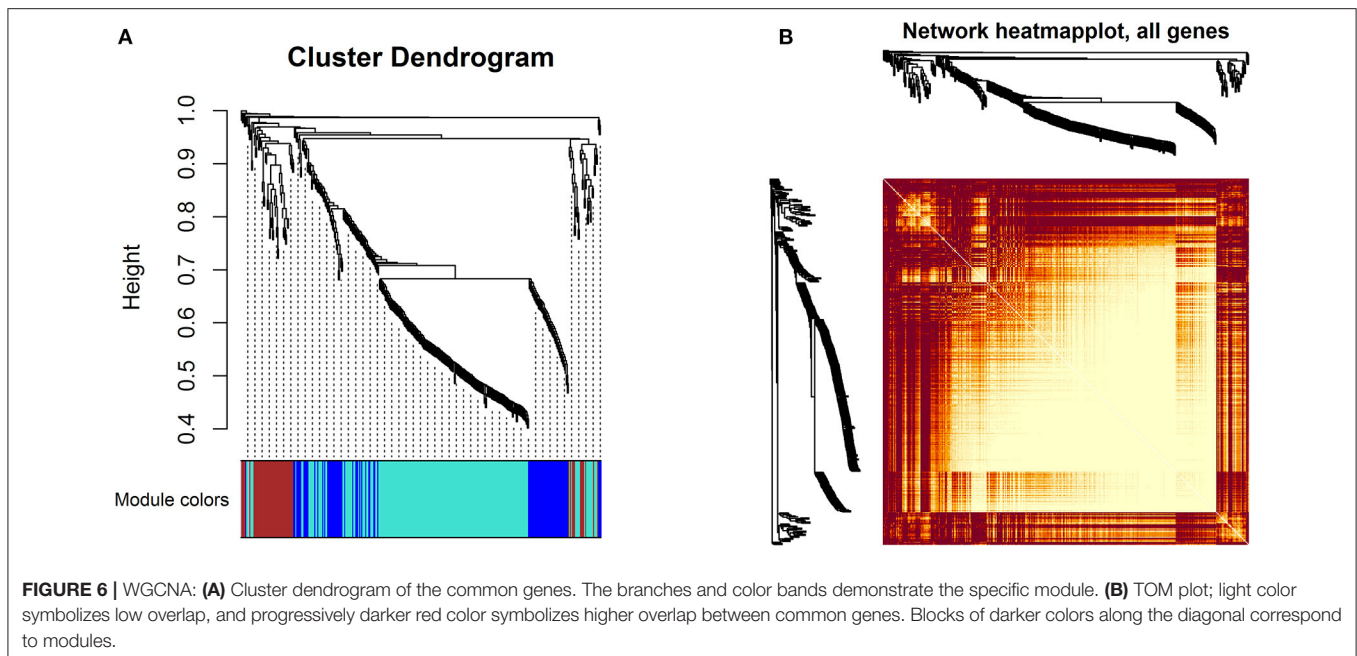 A
Cluster Dendrogram
Height
1.0
0.9
0.8
0.7
0.6
0.5
0.4
Module colors
B
Network heatmapplot, all genes
FIGURE 6 | WGCNA: (A) Cluster dendrogram of the common genes. The branches and color bands demonstrate the specific module. (B) TOM plot; light color
symbolizes low overlap, and progressively darker red color symbolizes higher overlap between common genes. Blocks of darker colors along the diagonal correspond
to modules.